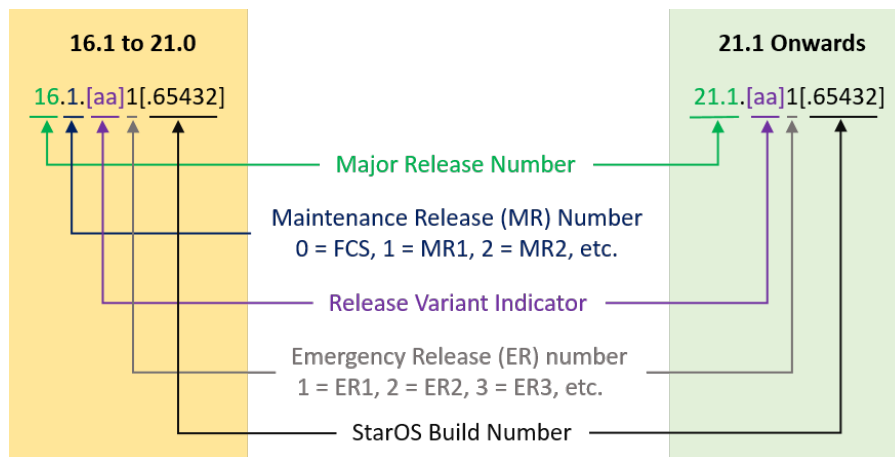 16.1 to 21.0
21.1 Onwards
16.1.[aa]1[.65432]
21.1.[aa]1[.65432]
Major Release Number
Maintenance Release (MR) Number
0 = FCS, 1 = MR1, 2 = MR2, etc.
Release Variant Indicator
Emergency Release (ER) number
1 = ER1, 2 = ER2, 3 = ER3, etc.
StarOS Build Number